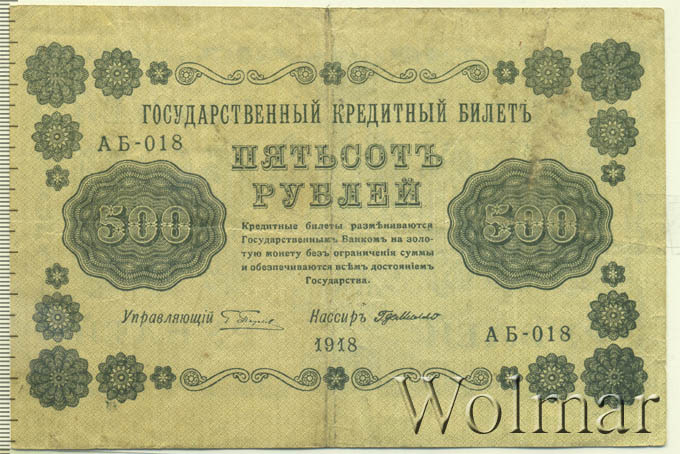 ГОСУДАРСТВЕННЫЙ КРЕДИТНЫЙ БИЛЕТЪ
АБ-018
ПЯТЬСОТЪ
РУБЛЕЙ
500
500
Кредитные билеты размѣниваются
Государственнымъ Банкомъ на золо-
тую монету безъ ограниченія суммы
и обезпечиваются всѣмъ достояніемъ
Государства.
Управляющій
Кассиръ
1918
АБ-018
Wolmar